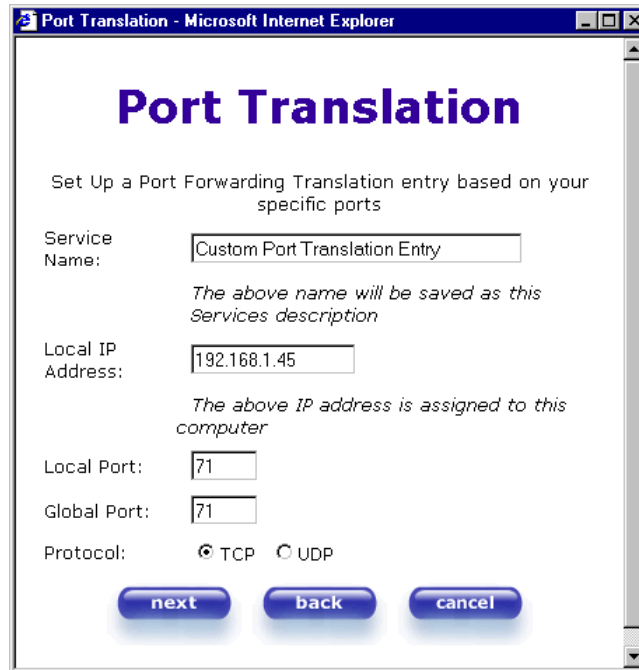 Port Translation - Microsoft Internet Explorer
Port Translation
Set Up a Port Forwarding Translation entry based on your
specific ports
Service
Name:
Custom Port Translation Entry
The above name will be saved as this
Services description
Local IP
Address:
192.168.1.45
The above IP address is assigned to this
computer
Local Port:
71
Global Port:
71
Protocol: TCP UDP
next back cancel